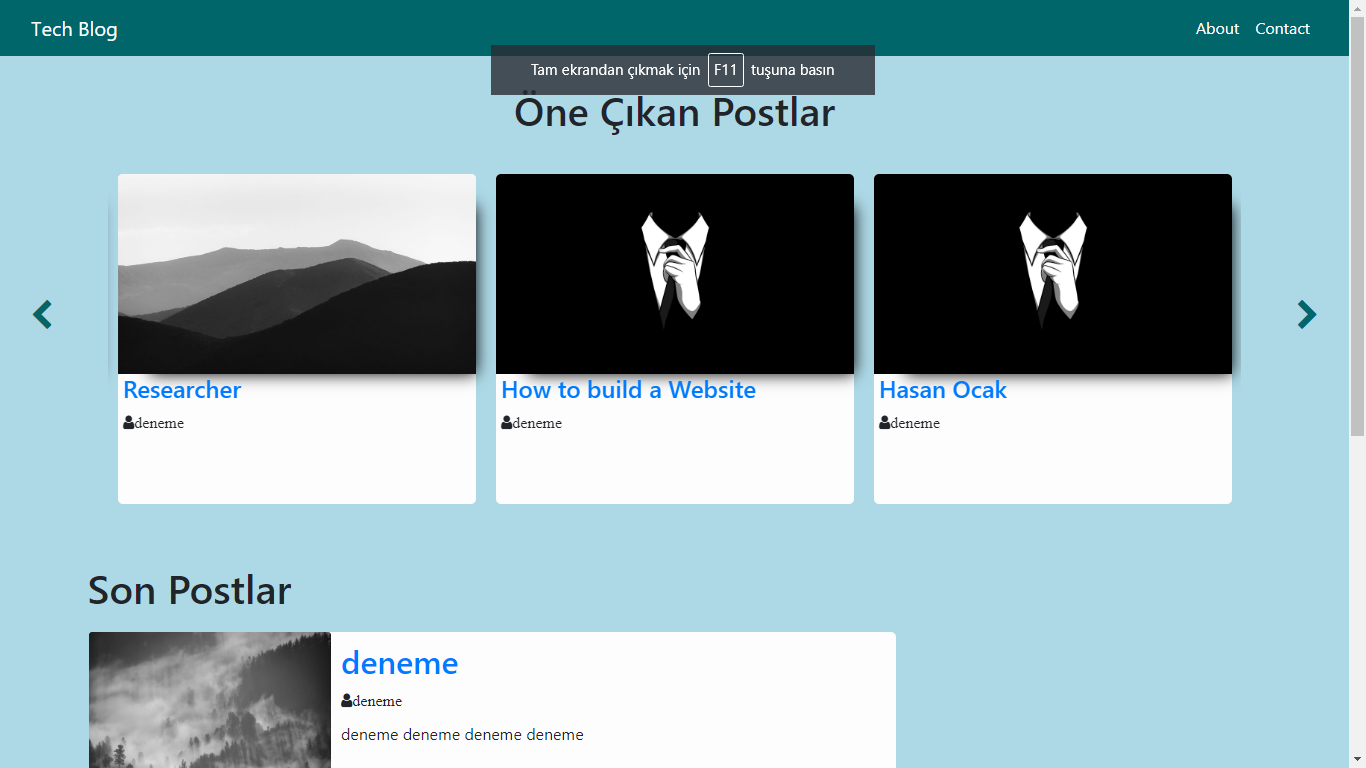 Tech Blog
About Contact
Tam ekrandan çıkmak için F11 tuşuna basın
Öne Çıkan Postlar
Researcher
deneme
How to build a Website
deneme
Hasan Ocak
deneme
Son Postlar
deneme
deneme
deneme deneme deneme deneme